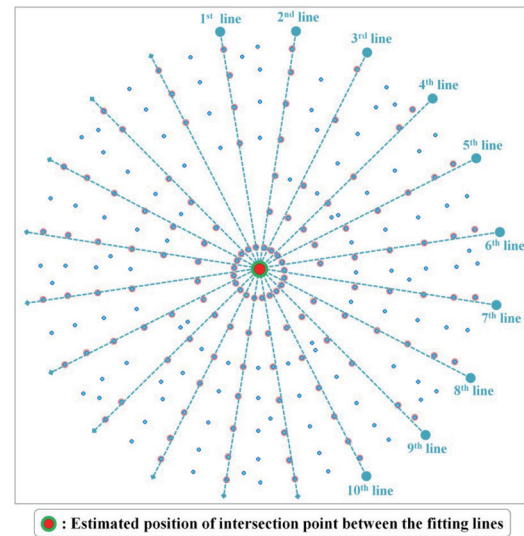 1st line
2nd line
3rd line
4th line
5th line
6th line
7th line
8th line
9th line
10th line
: Estimated position of intersection point between the fitting lines